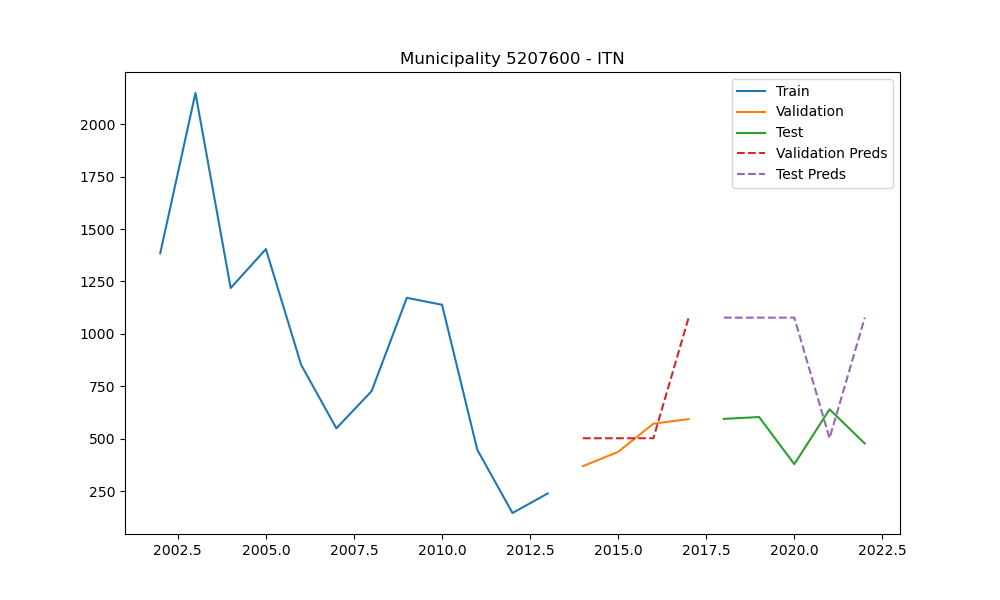 Municipality 5207600 - ITN
Train
Validation
Test
Validation Preds
Test Preds
2000
1750
1500
1250
1000
750
500
250
2002.5 2005.0 2007.5 2010.0 2012.5 2015.0 2017.5 2020.0 2022.5